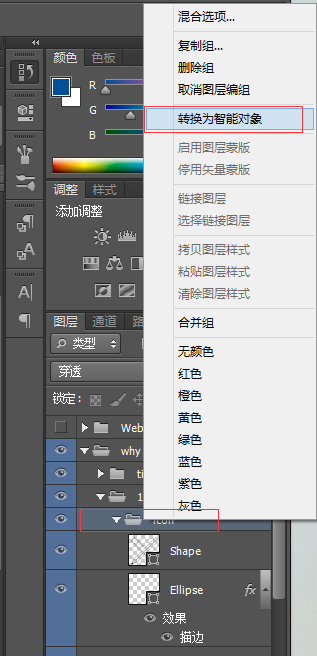 混合选项...
复制组...
删除组
取消图层编组
转换为智能对象
启用图层蒙版
停用矢量蒙版
链接图层
选择链接图层
拷贝图层样式
粘贴图层样式
清除图层样式
合并组
无颜色
红色
橙色
黄色
绿色
蓝色
紫色
灰色
颜色 色板
R
G
B
调整 样式
添加调整
图层 通道 路
类型
穿透
锁定:
Web
why
ti
1
icon
Shape
Ellipse fx
效果
描边
A